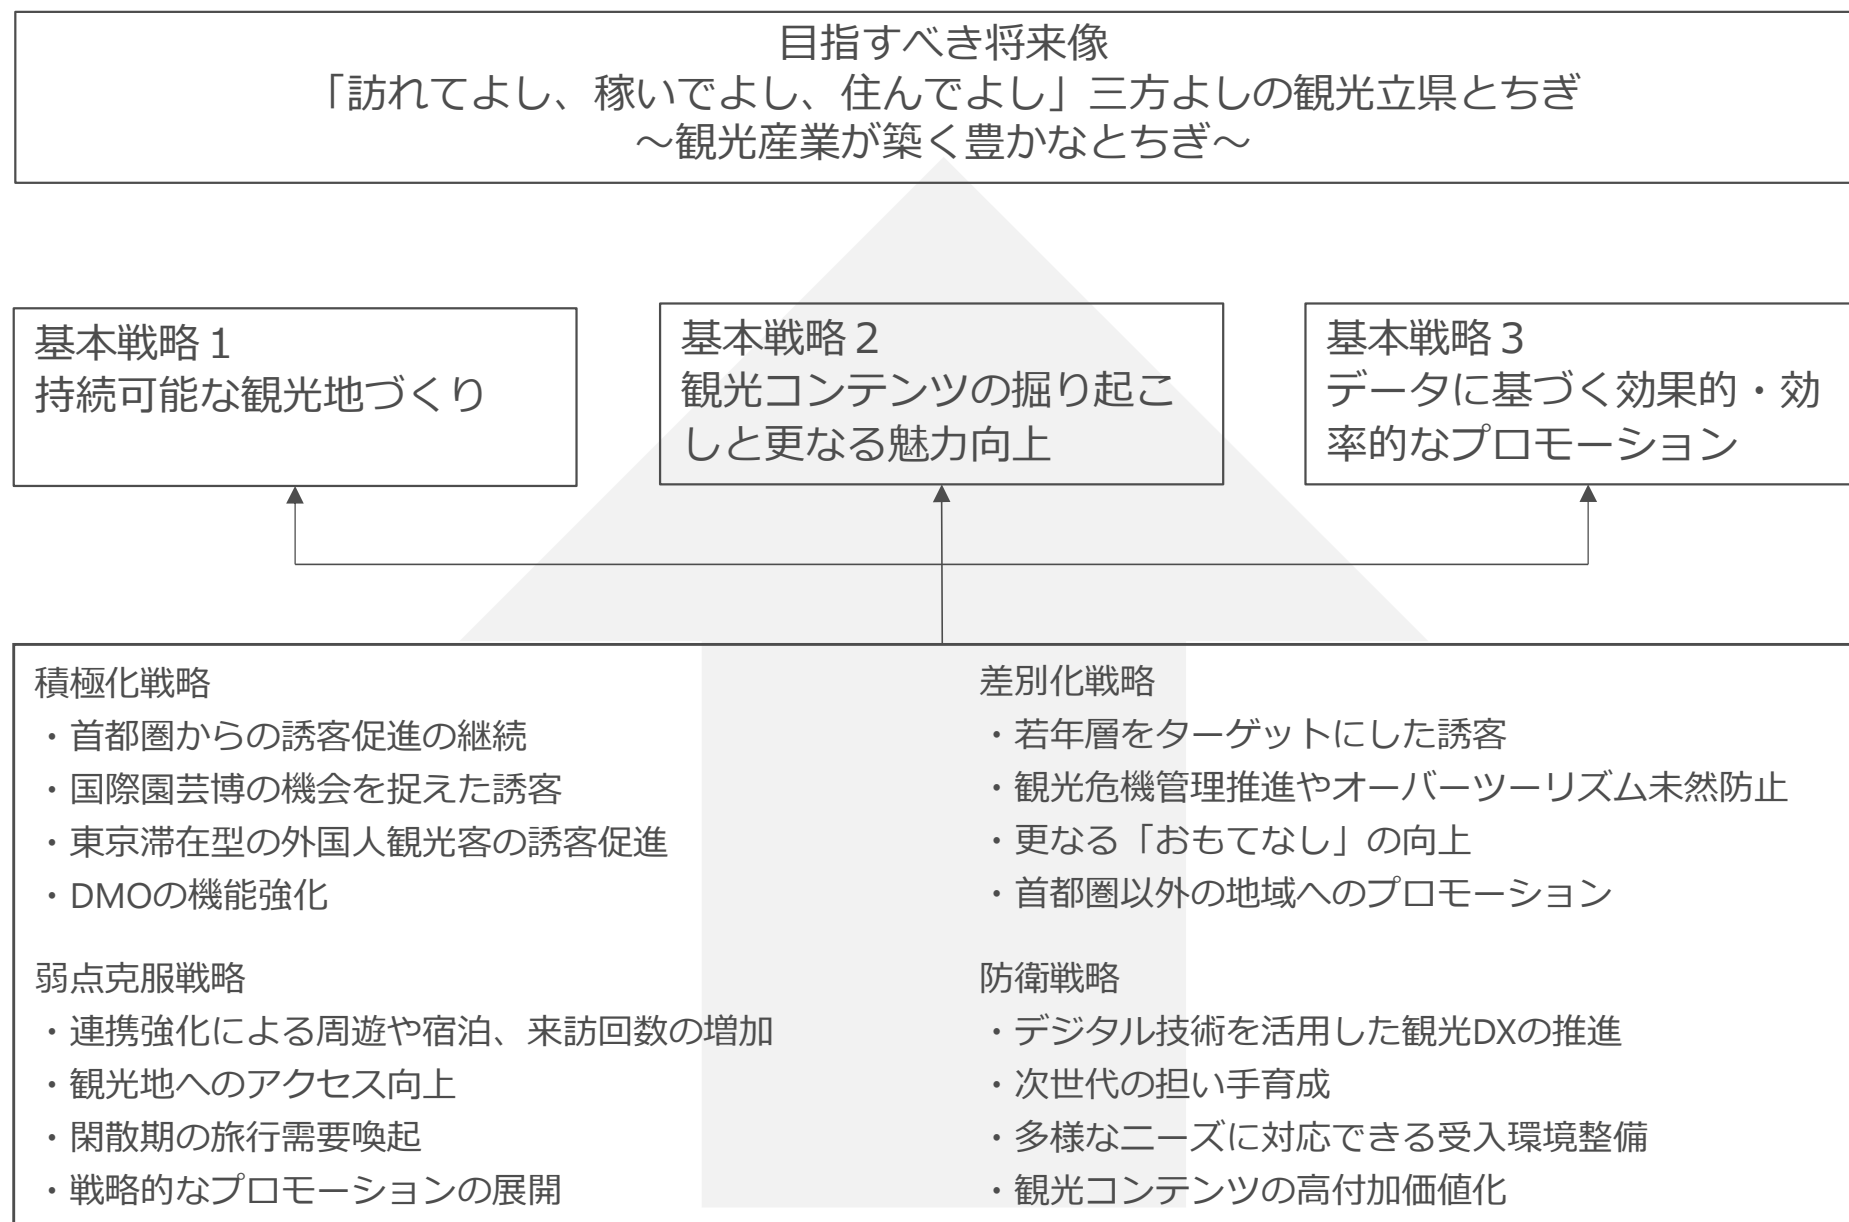 目指すべき将来像
「訪れてよし、稼いでよし、住んでよし」三方よしの観光立県とちぎ
～観光産業が築く豊かなとちぎ～
基本戦略１
持続可能な観光地づくり
基本戦略２
観光コンテンツの掘り起こ
しと更なる魅力向上
基本戦略３
データに基づく効果的・効
率的なプロモーション
積極化戦略
・首都圏からの誘客促進の継続
・国際園芸博の機会を捉えた誘客
・東京滞在型の外国人観光客の誘客促進
・DMOの機能強化
差別化戦略
・若年層をターゲットにした誘客
・観光危機管理推進やオーバーツーリズム未然防止
・更なる「おもてなし」の向上
・首都圏以外の地域へのプロモーション
弱点克服戦略
・連携強化による周遊や宿泊、来訪回数の増加
・観光地へのアクセス向上
・閑散期の旅行需要喚起
・戦略的なプロモーションの展開
防衛戦略
・デジタル技術を活用した観光DXの推進
・次世代の担い手育成
・多様なニーズに対応できる受入環境整備
・観光コンテンツの高付加価値化